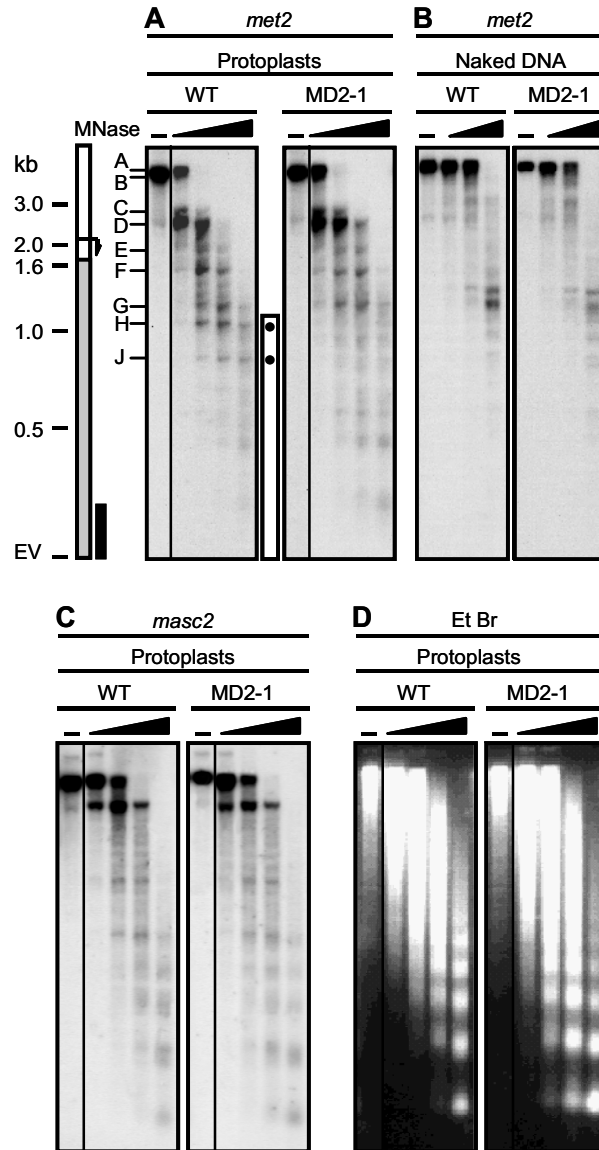 A met2
Protoplasts
WT MD2-1
B met2
Naked DNA
WT MD2-1
MNase
kb
3.0
2.0
1.6
1.0
0.5
EV
A
B
C
D
E
F
G
H
J
C masc2
Protoplasts
WT MD2-1
D Et Br
Protoplasts
WT MD2-1